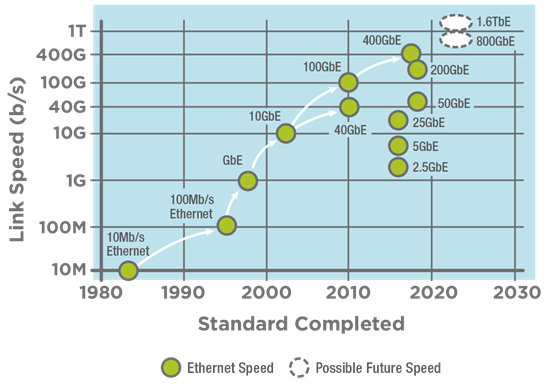 1T
400G
100G
40G
10G
1G
100M
10M
Link Speed (b/s)
1.6TbE
800GbE
400GbE
200GbE
100GbE
50GbE
40GbE
25GbE
10GbE
5GbE
2.5GbE
GbE
100Mb/s
Ethernet
10Mb/s
Ethernet
1980 1990 2000 2010 2020 2030
Standard Completed
Ethernet Speed Possible Future Speed